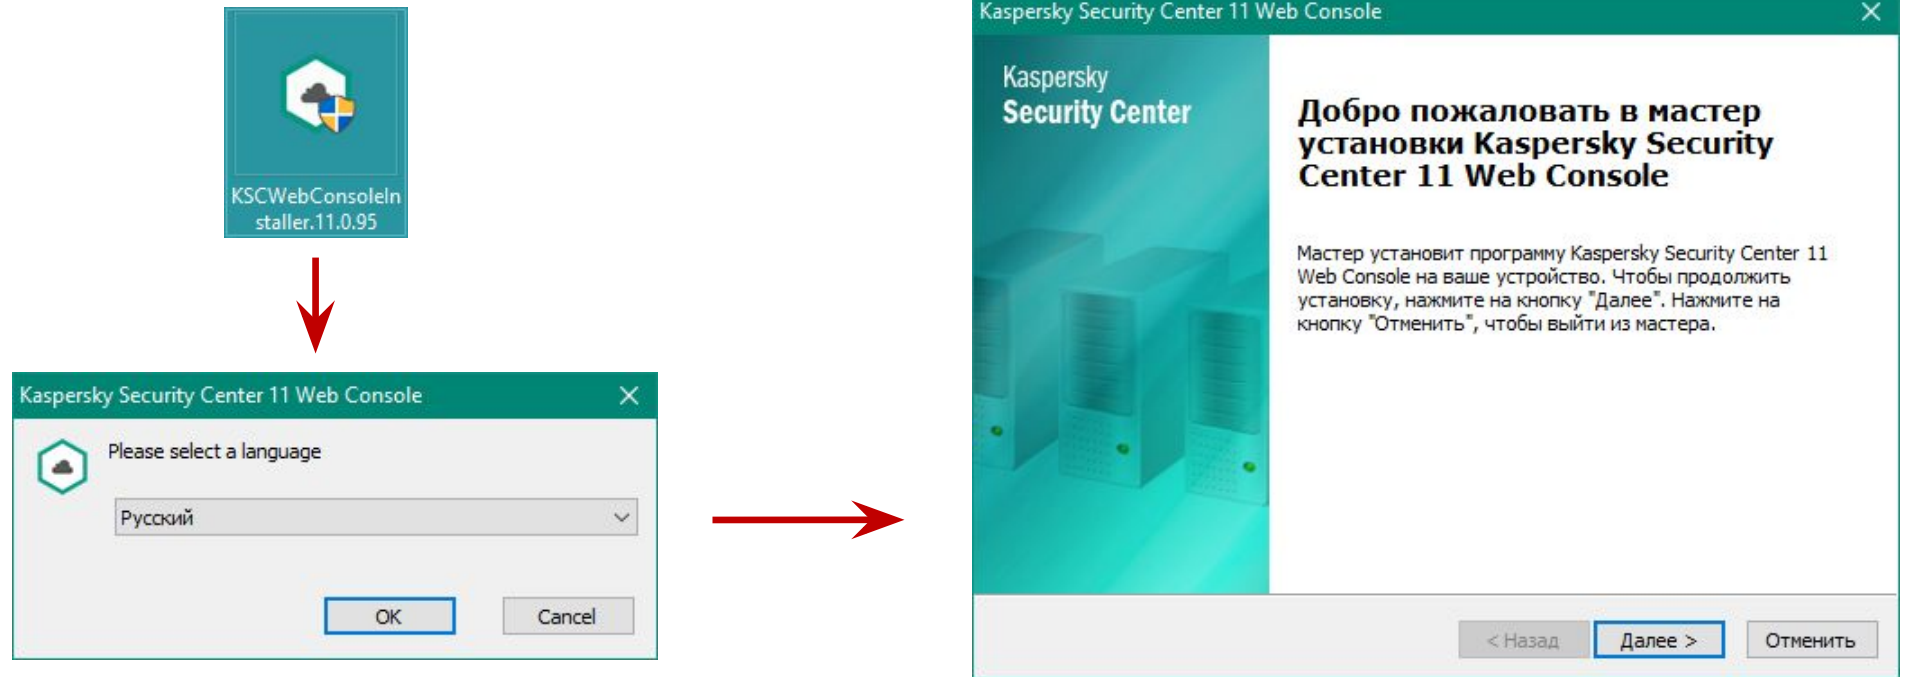 KSCWebConsoleIn
staller.11.0.95
Kaspersky Security Center 11 Web Console
Please select a language
Русский
OK
Cancel
Kaspersky Security Center 11 Web Console
Kaspersky
Security Center
Добро пожаловать в мастер
установки Kaspersky Security
Center 11 Web Console
Мастер установит программу Kaspersky Security Center 11
Web Console на ваше устройство. Чтобы продолжить
установку, нажмите на кнопку "Далее". Нажмите на
кнопку "Отменить", чтобы выйти из мастера.
< Назад
Далее >
Отменить